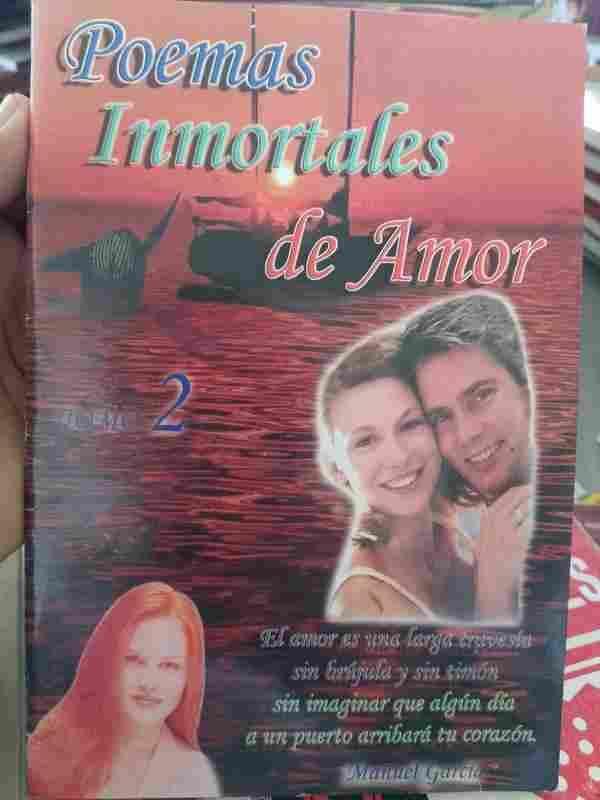 Poemas
Inmortales
de Amor
2
El amor es una larga travesía
sin brújula y sin timón
sin imaginar que algún día
a un puerto arribará tu corazón.
Manuel García